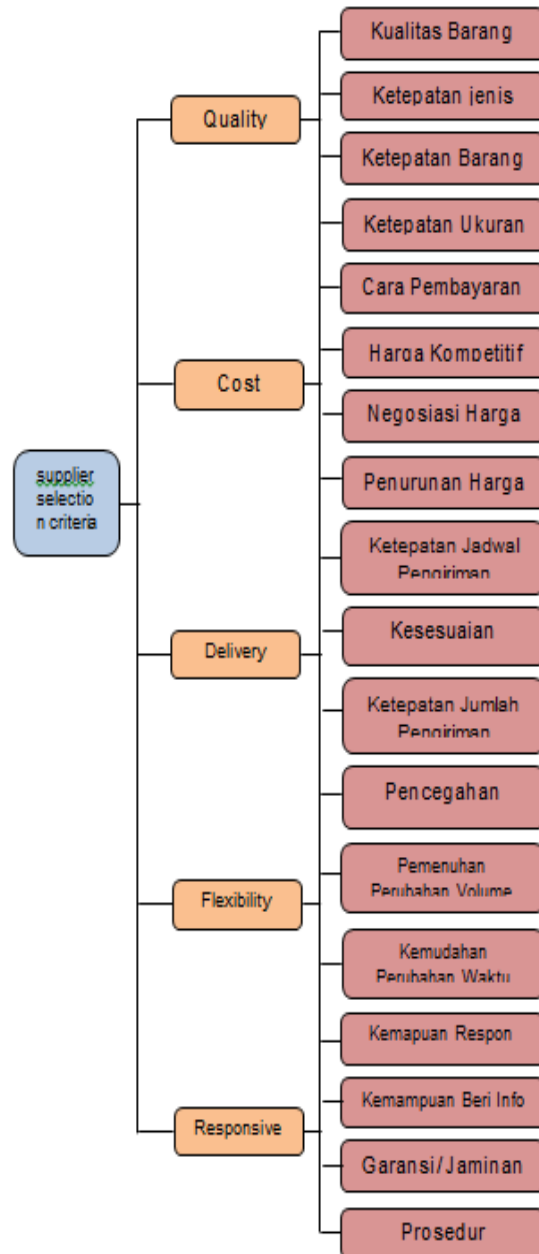 supplier
selectio
n criteria
Quality
Cost
Delivery
Flexibility
Responsive
Kualitas Barang
Ketepatan jenis
Ketepatan Barang
Ketepatan Ukuran
Cara Pembayaran
Harga Kompetitif
Negosiasi Harga
Penurunan Harga
Ketepatan Jadwal
Pengiriman
Kesesuaian
Ketepatan Jumlah
Pengiriman
Pencegahan
Pemenuhan
Perubahan Volume
Kemudahan
Perubahan Waktu
Kemapuan Respon
Kemampuan Beri Info
Garansi/Jaminan
Prosedur